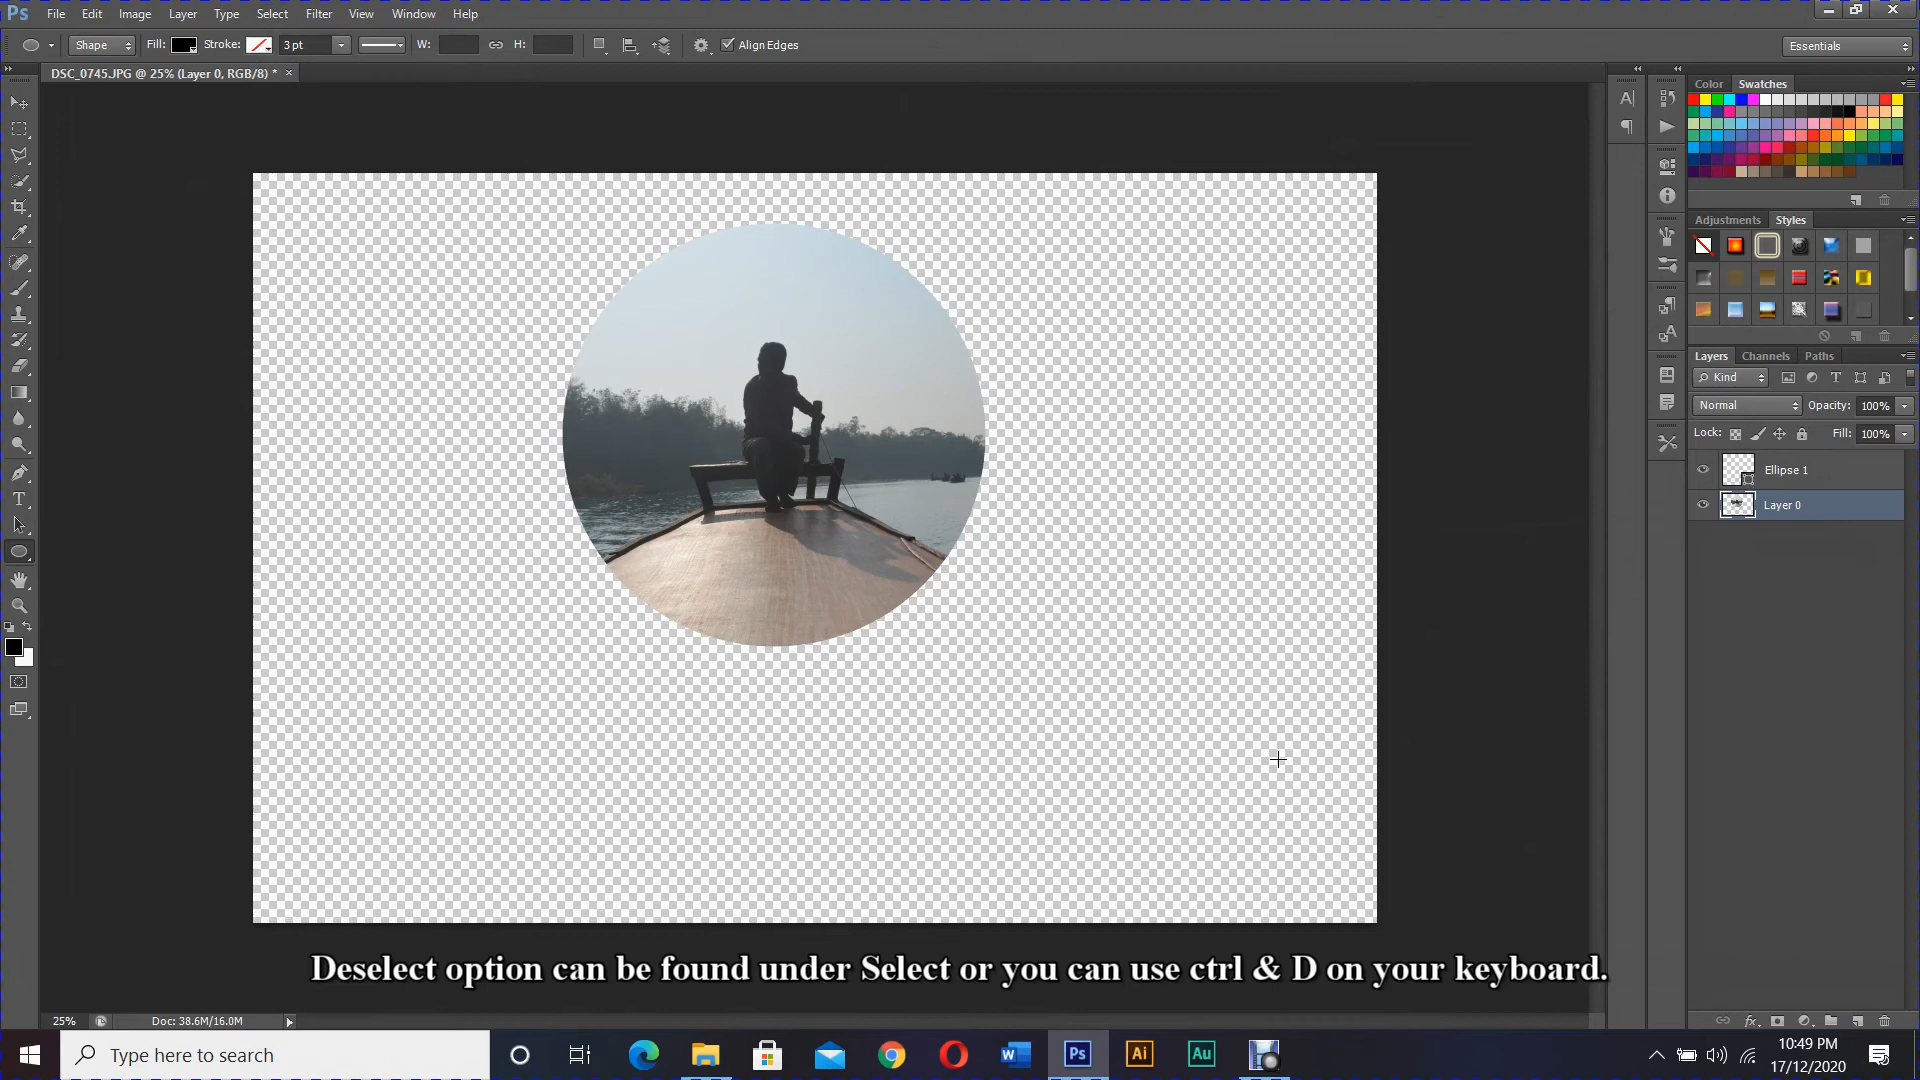 Ps File Edit Image Layer Type Select Filter View Window Help
Shape Fill: Stroke: 3 pt W: H: Align Edges Essentials
DSC_0745.JPG @ 25% (Layer 0, RGB/8) * ×
Color Swatches
Adjustments Styles
Layers Channels Paths
Kind
Normal Opacity: 100%
Lock: Fill: 100%
Ellipse 1
Layer 0
Deselect option can be found under Select or you can use ctrl & D on your keyboard.
25% Doc: 38.6M/16.0M
Type here to search
Ps Ai Au
10:49 PM
17/12/2020